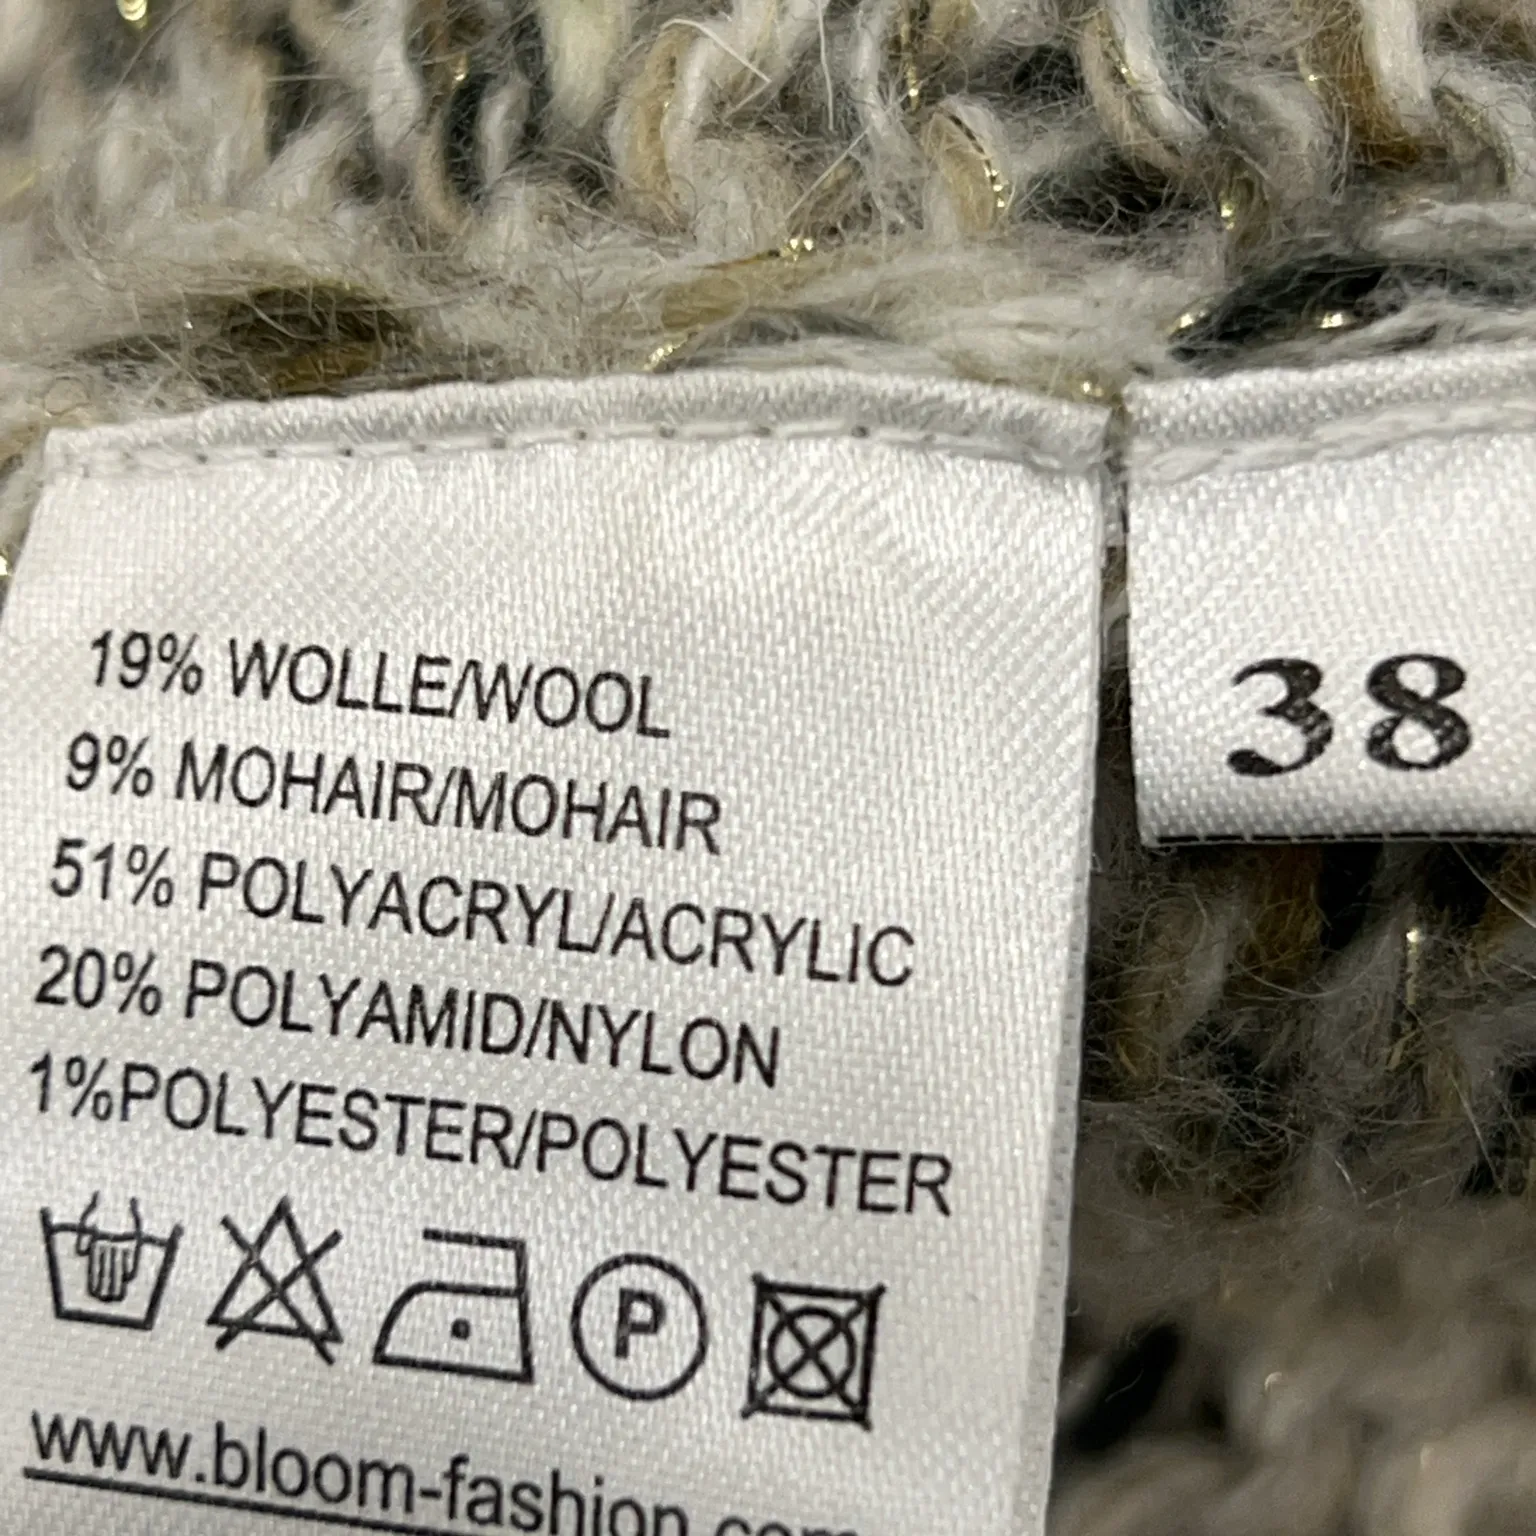 19% WOLLE/WOOL
9% MOHAIR/MOHAIR
51% POLYACRYL/ACRYLIC
20% POLYAMID/NYLON
1%POLYESTER/POLYESTER
P
www.bloom-fashion.com
38